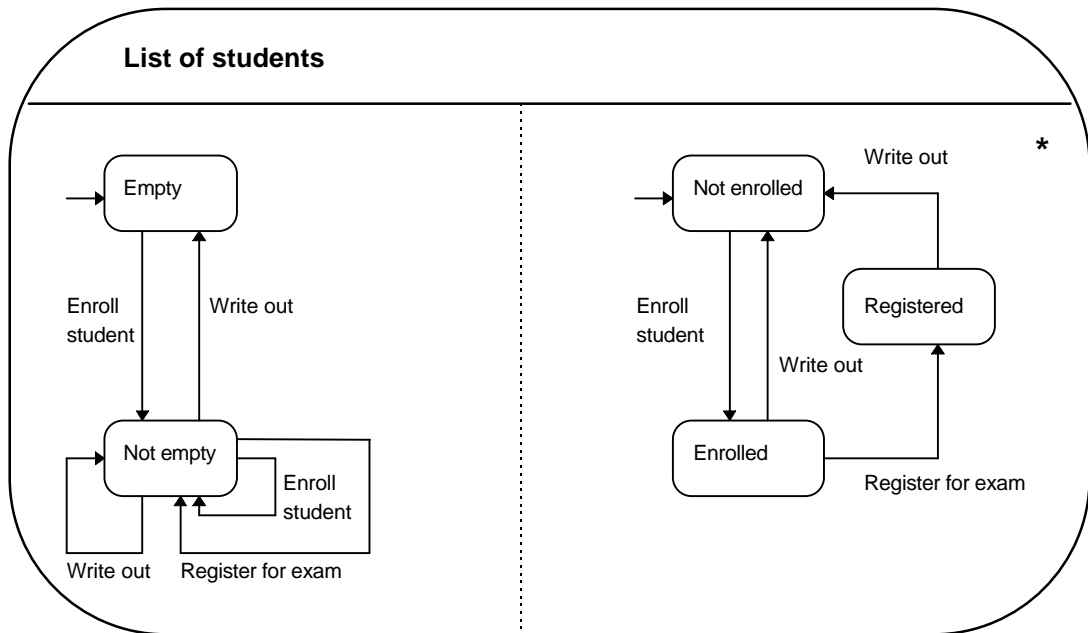 List of students
*
Empty
Enroll
student
Write out
Not empty
Enroll
student
Write out
Register for exam
Write out
Not enrolled
Registered
Enroll
student
Write out
Enrolled
Register for exam